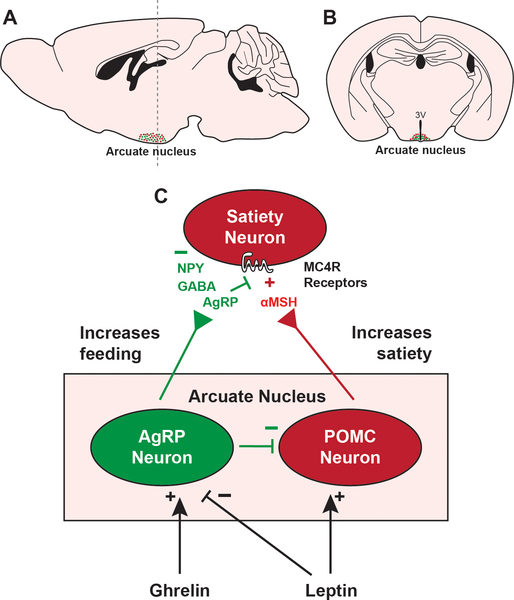 A
B
3V
Arcuate nucleus
Arcuate nucleus
C
Satiety
Neuron
−
NPY
GABA
AgRP
+
αMSH
MC4R
Receptors
Increases
feeding
Increases
satiety
Arcuate Nucleus
AgRP
Neuron
−
POMC
Neuron
+
−
+
Ghrelin
Leptin